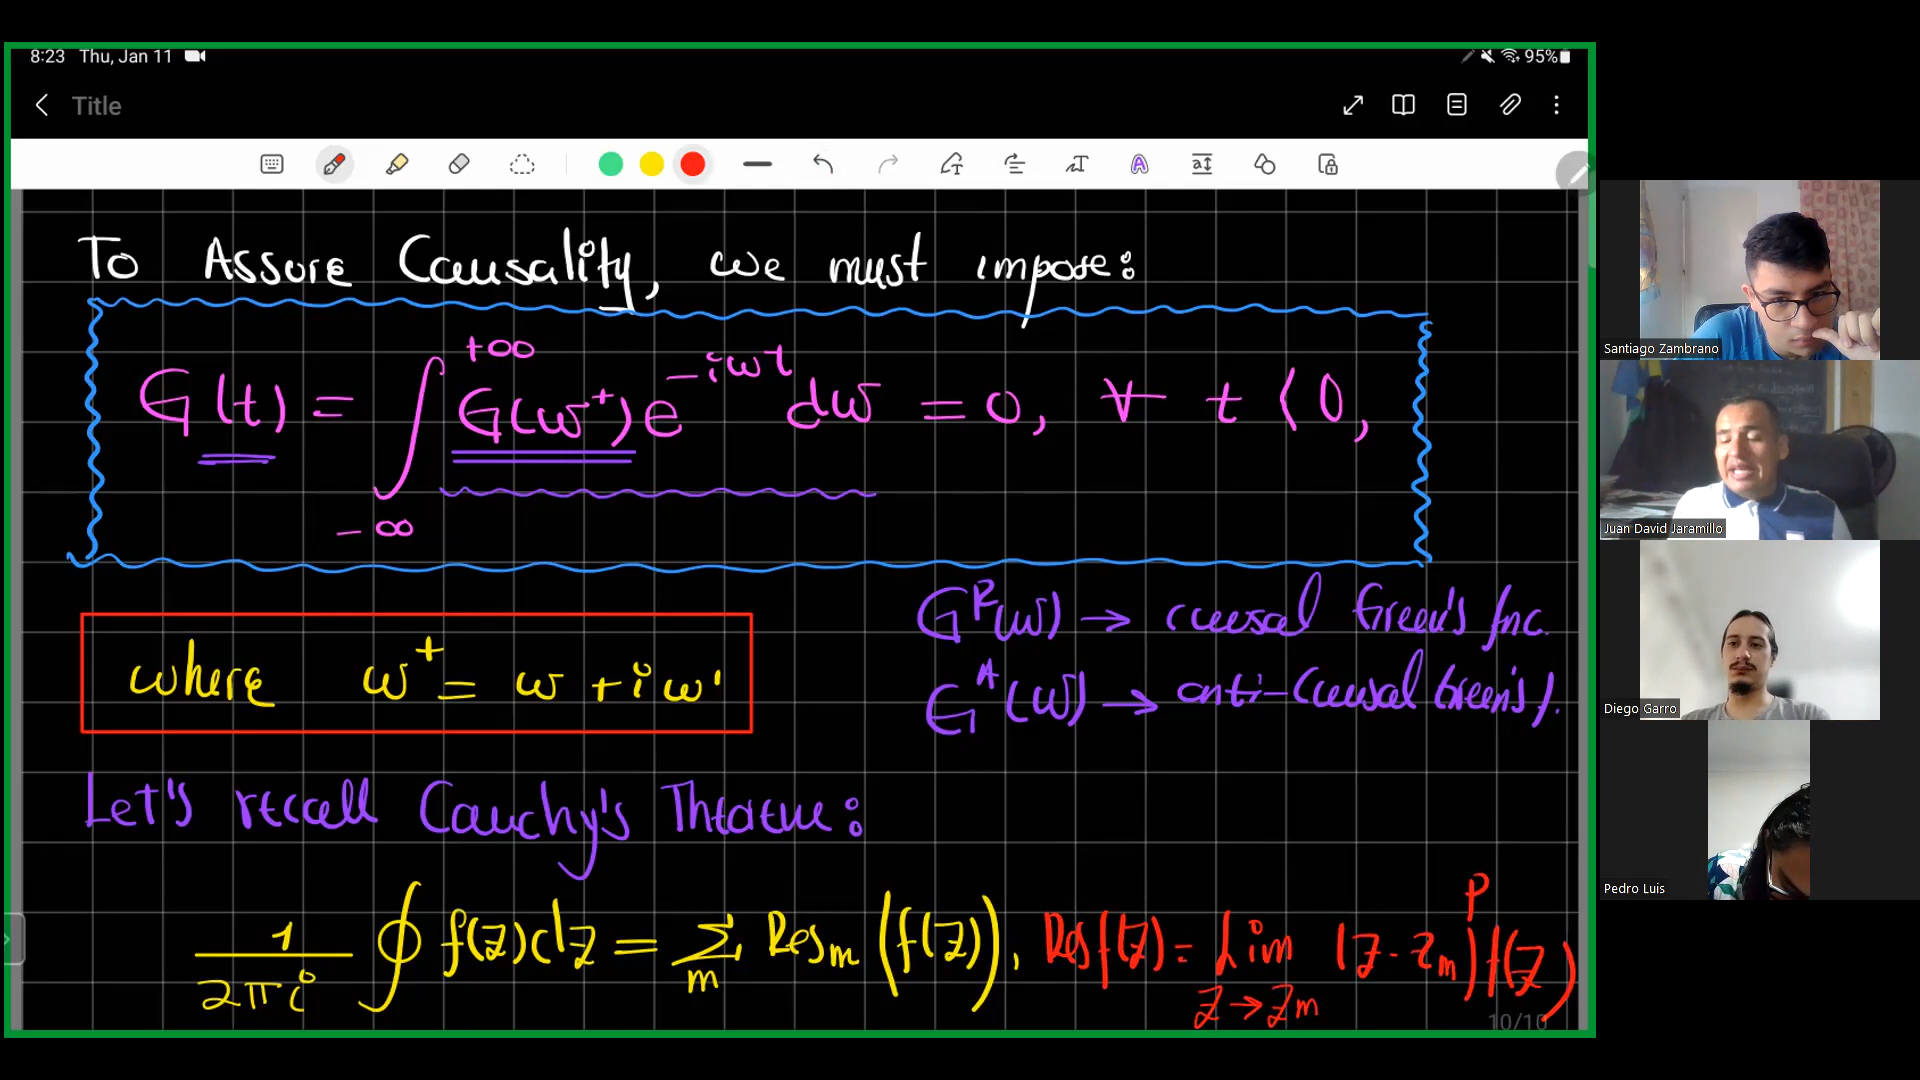 8:23 Thu, Jan 11
95%
Title
To Assure Causality, we must impose:
G(t) = ∫_{-∞}^{+∞} G(ω⁺) e^{-iωt} dω = 0, ∀ t < 0,
G^R(ω) → causal Green's fnc.
where ω⁺ = ω + iω'
G^A(ω) → anti-causal Green's f.
Let's recall Cauchy's Theorem:
1/2πi ∮ f(z)dz = Σ_m Res_m (f(z)), Res f(z) = Lim_{z→z_m} (z - z_m)^P f(z)
10/10
Santiago Zambrano
Juan David Jaramillo
Diego Garro
Pedro Luis